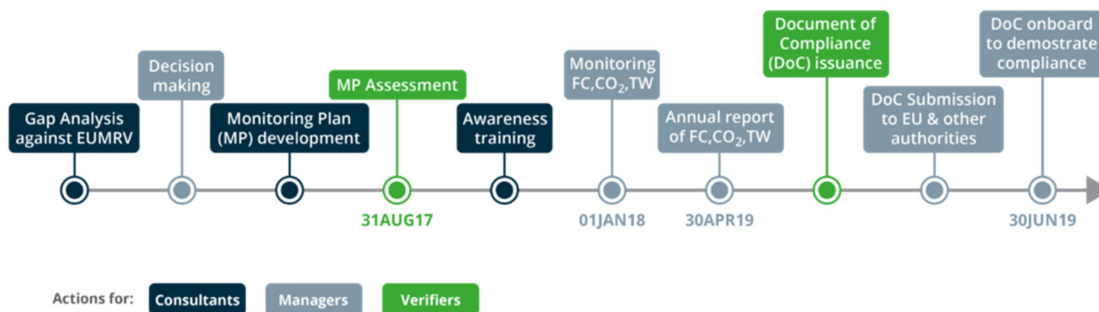 Gap Analysis
against EUMRV
Decision
making
Monitoring Plan
(MP) development
MP Assessment
Awareness
training
Monitoring
FC,CO₂,TW
Annual report
of FC,CO₂,TW
Document of
Compliance
(DoC) issuance
DoC Submission
to EU & other
authorities
DoC onboard
to demostrate
compliance
31AUG17
01JAN18
30APR19
30JUN19
Actions for:
Consultants
Managers
Verifiers